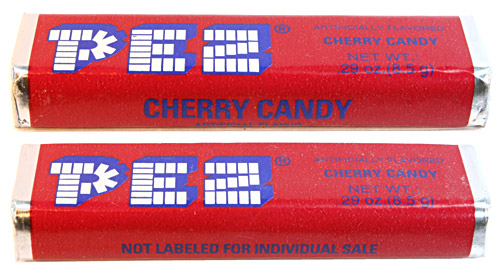 PEZ®
ARTIFICIALLY FLAVORED
CHERRY CANDY
NET WT.
.29 oz.(8.5 g)
CHERRY CANDY
ARTIFICIAL
PEZ®
ARTIFICIALLY FLAVORED
CHERRY CANDY
NET WT.
.29 oz.(8.5 g)
NOT LABELED FOR INDIVIDUAL SALE